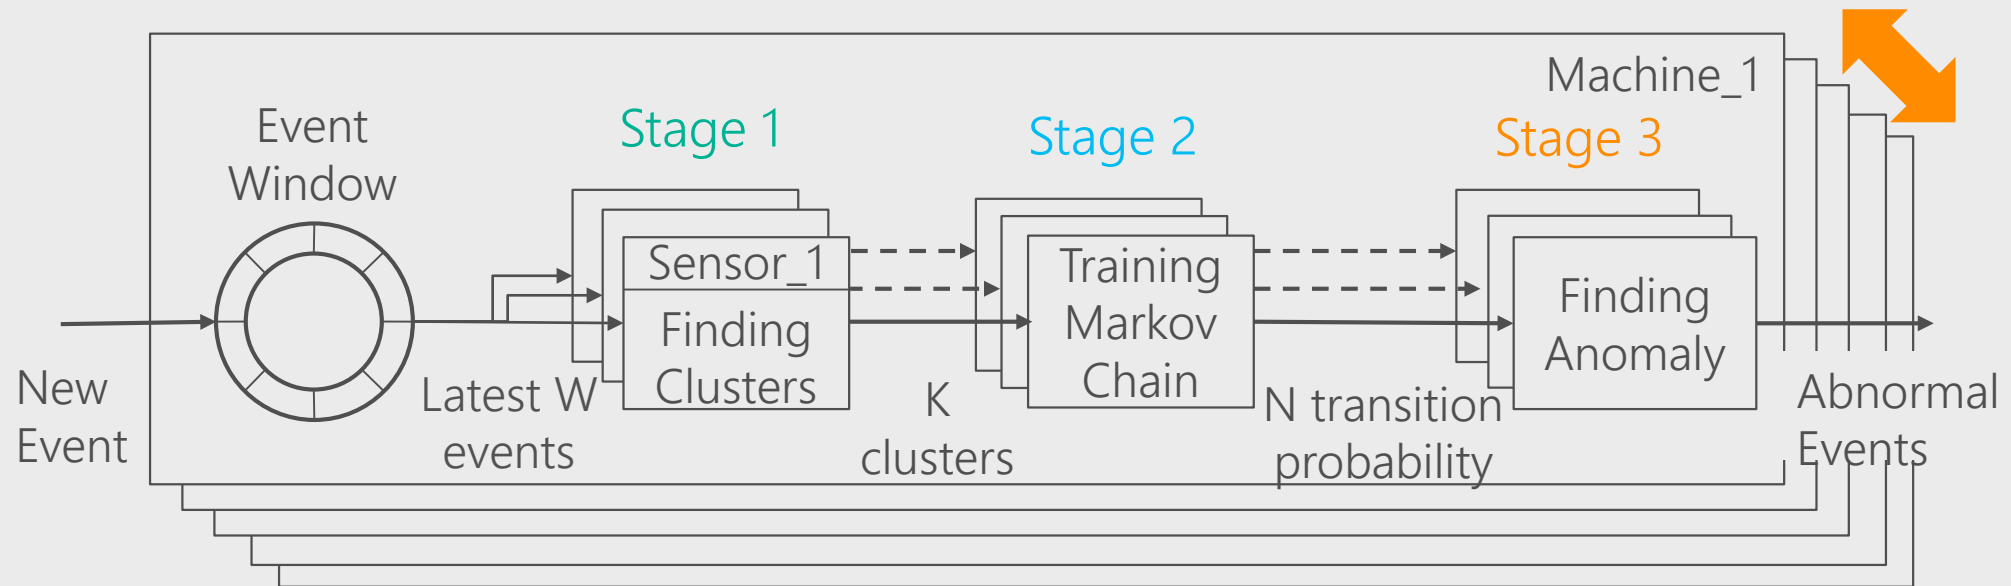 Machine_1
Event
Window
Stage 1
Stage 2
Stage 3
Sensor_1
Finding
Clusters
Training
Markov
Chain
Finding
Anomaly
New
Event
Latest W
events
K
clusters
N transition
probability
Abnormal
Events